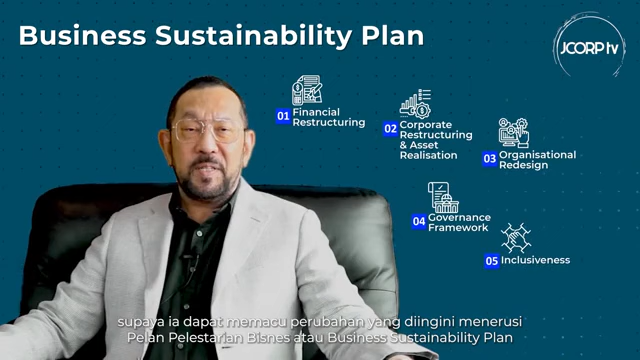 Business Sustainability Plan
JCORP tv
01 Financial
Restructuring
02 Corporate
Restructuring
& Asset
Realisation
03 Organisational
Redesign
04 Governance
Framework
05 Inclusiveness
supaya ia dapat memacu perubahan yang diingini menerusi
Pelan Pelestarian Bisnes atau Business Sustainability Plan